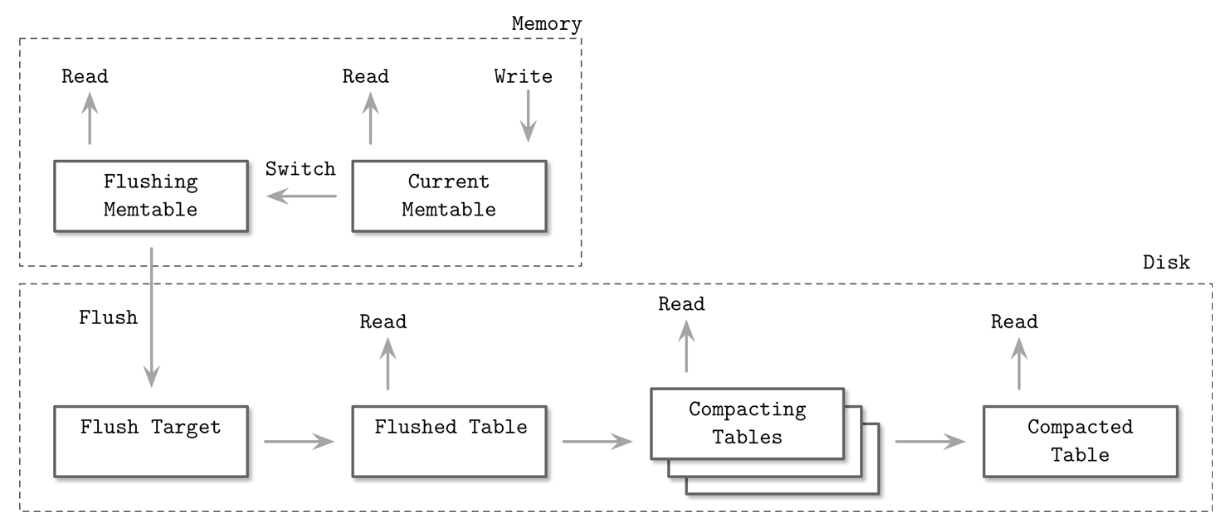 Memory
Read
Read
Write
Flushing
Memtable
Switch
Current
Memtable
Disk
Flush
Read
Read
Read
Flush Target
Flushed Table
Compacting
Tables
Compacted
Table